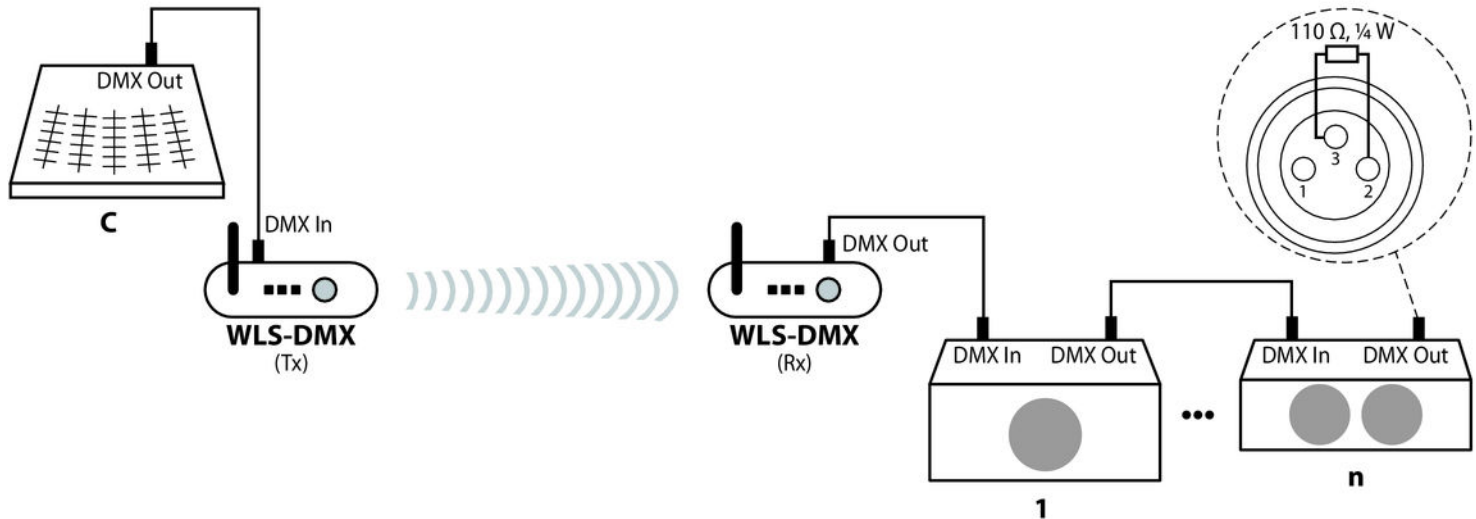 DMX Out
C
DMX In
WLS-DMX
(Tx)
DMX Out
WLS-DMX
(Rx)
DMX In DMX Out
1
DMX In DMX Out
n
110 Ω, ¼ W
3
1 2